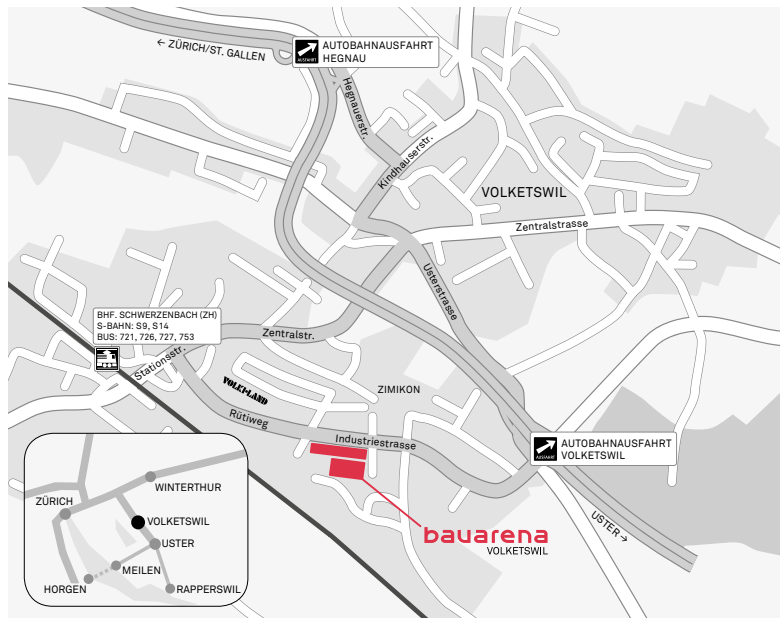 ← ZÜRICH/ST. GALLEN
AUSFAHRT
AUTOBAHNAUSFAHRT
HEGNAU
Hegnauerstr.
Kindhauserstr.
VOLKETSWIL
Zentralstrasse
Usterstrasse
BHF. SCHWERZENBACH (ZH)
S-BAHN: S9, S14
BUS: 721, 726, 727, 753
Zentralstr.
Stationsstr.
VOLKI-LAND
ZIMIKON
Rütiweg
Industriestrasse
AUSFAHRT
AUTOBAHNAUSFAHRT
VOLKETSWIL
USTER →
bauarena
VOLKETSWIL
WINTERTHUR
ZÜRICH
VOLKETSWIL
USTER
MEILEN
HORGEN
RAPPERSWIL